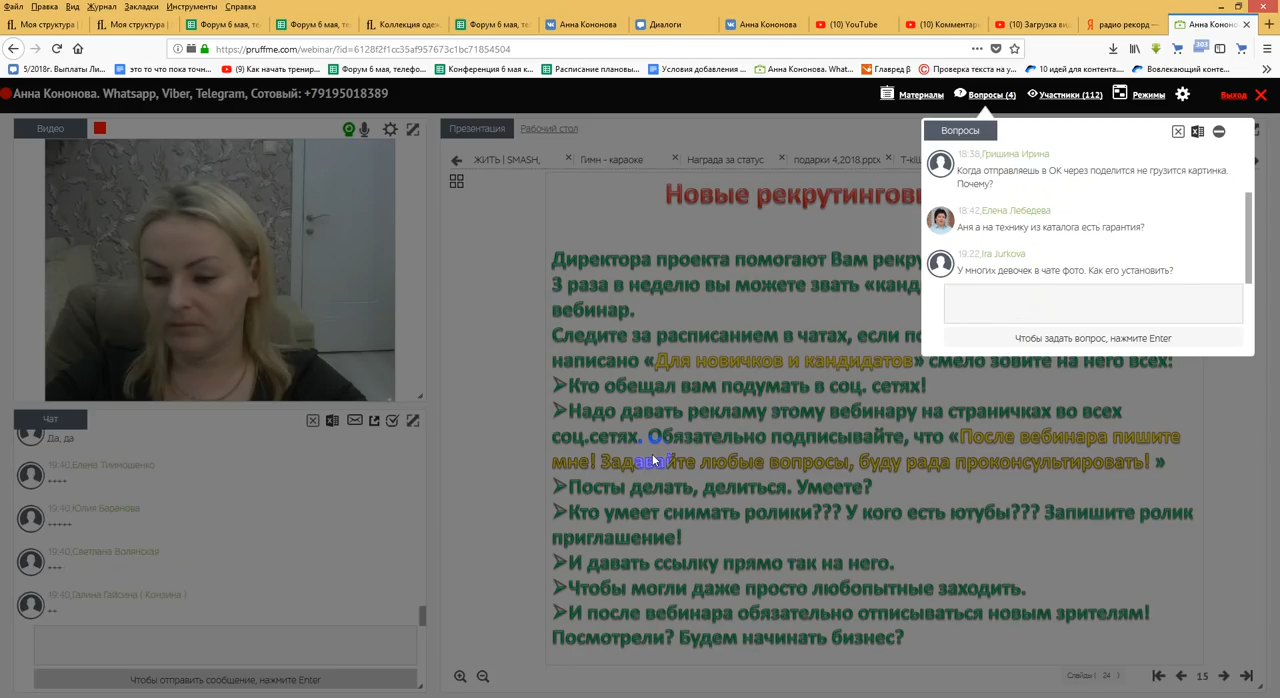 Файл Правка Вид Журнал Закладки Инструменты Справка
Моя структура Моя структура Форум 6 мая, те Форум 6 мая, те Коллекция одеж Форум 6 мая, те Анна Кононова Диалоги Анна Кононова (10) YouTube (10) Комментар (10) Загрузка ви радио рекорд — Анна Конон
https://pruffme.com/webinar/?id=6128f2f1cc35af957673c1bc71854504
5/2018г. Выплаты Ли... это то что пока точн... (9) Как начать тренир... Форум 6 мая, телефо... Конференция 6 мая к... Расписание плановы... Условия добавления ... Анна Кононова. What... Главред β Проверка текста на у... 10 идей для контента.... Вовлекающий конте...
Анна Кононова. Whatsapp, Viber, Telegram, Сотовый: +79195018389
Материалы Вопросы (4) Участники (112) Режимы Выход
Видео
Презентация Рабочий стол
ЖИТЬ | SMASH, Гимн - караоке Награда за статус подарки 4,2018.pptx
Новые рекрутингов
Директора проекта помогают Вам рекру
3 раза в неделю вы можете звать «канд
вебинар.
Следите за расписанием в чатах, если по
написано «Для новичков и кандидатов» смело зовите на него всех:
➢Кто обещал вам подумать в соц. сетях!
➢Надо давать рекламу этому вебинару на страничках во всех
соц.сетях. Обязательно подписывайте, что «После вебинара пишите
мне! Задавайте любые вопросы, буду рада проконсультировать! »
➢Посты делать, делиться. Умеете?
➢Кто умеет снимать ролики??? У кого есть ютубы??? Запишите ролик
приглашение!
➢И давать ссылку прямо так на него.
➢Чтобы могли даже просто любопытные заходить.
➢И после вебинара обязательно отписываться новым зрителям!
Посмотрели? Будем начинать бизнес?
Слайды ( 24 ) 15
Вопросы
18:38,Гришина Ирина
Когда отправляешь в ОК через поделится не грузится картинка.
Почему?
18:42,Елена Лебедева
Аня а на технику из каталога есть гарантия?
19:22,Ira Jurkova
У многих девочек в чате фото. Как его установить?
Чтобы задать вопрос, нажмите Enter
Чат
Да, да
19:40,Елена Тимошенко
++++
19:40,Юлия Баранова
+++++
19:40,Светлана Волянская
+++
19:40,Галина Гайсина ( Конзина )
++
Чтобы отправить сообщение, нажмите Enter